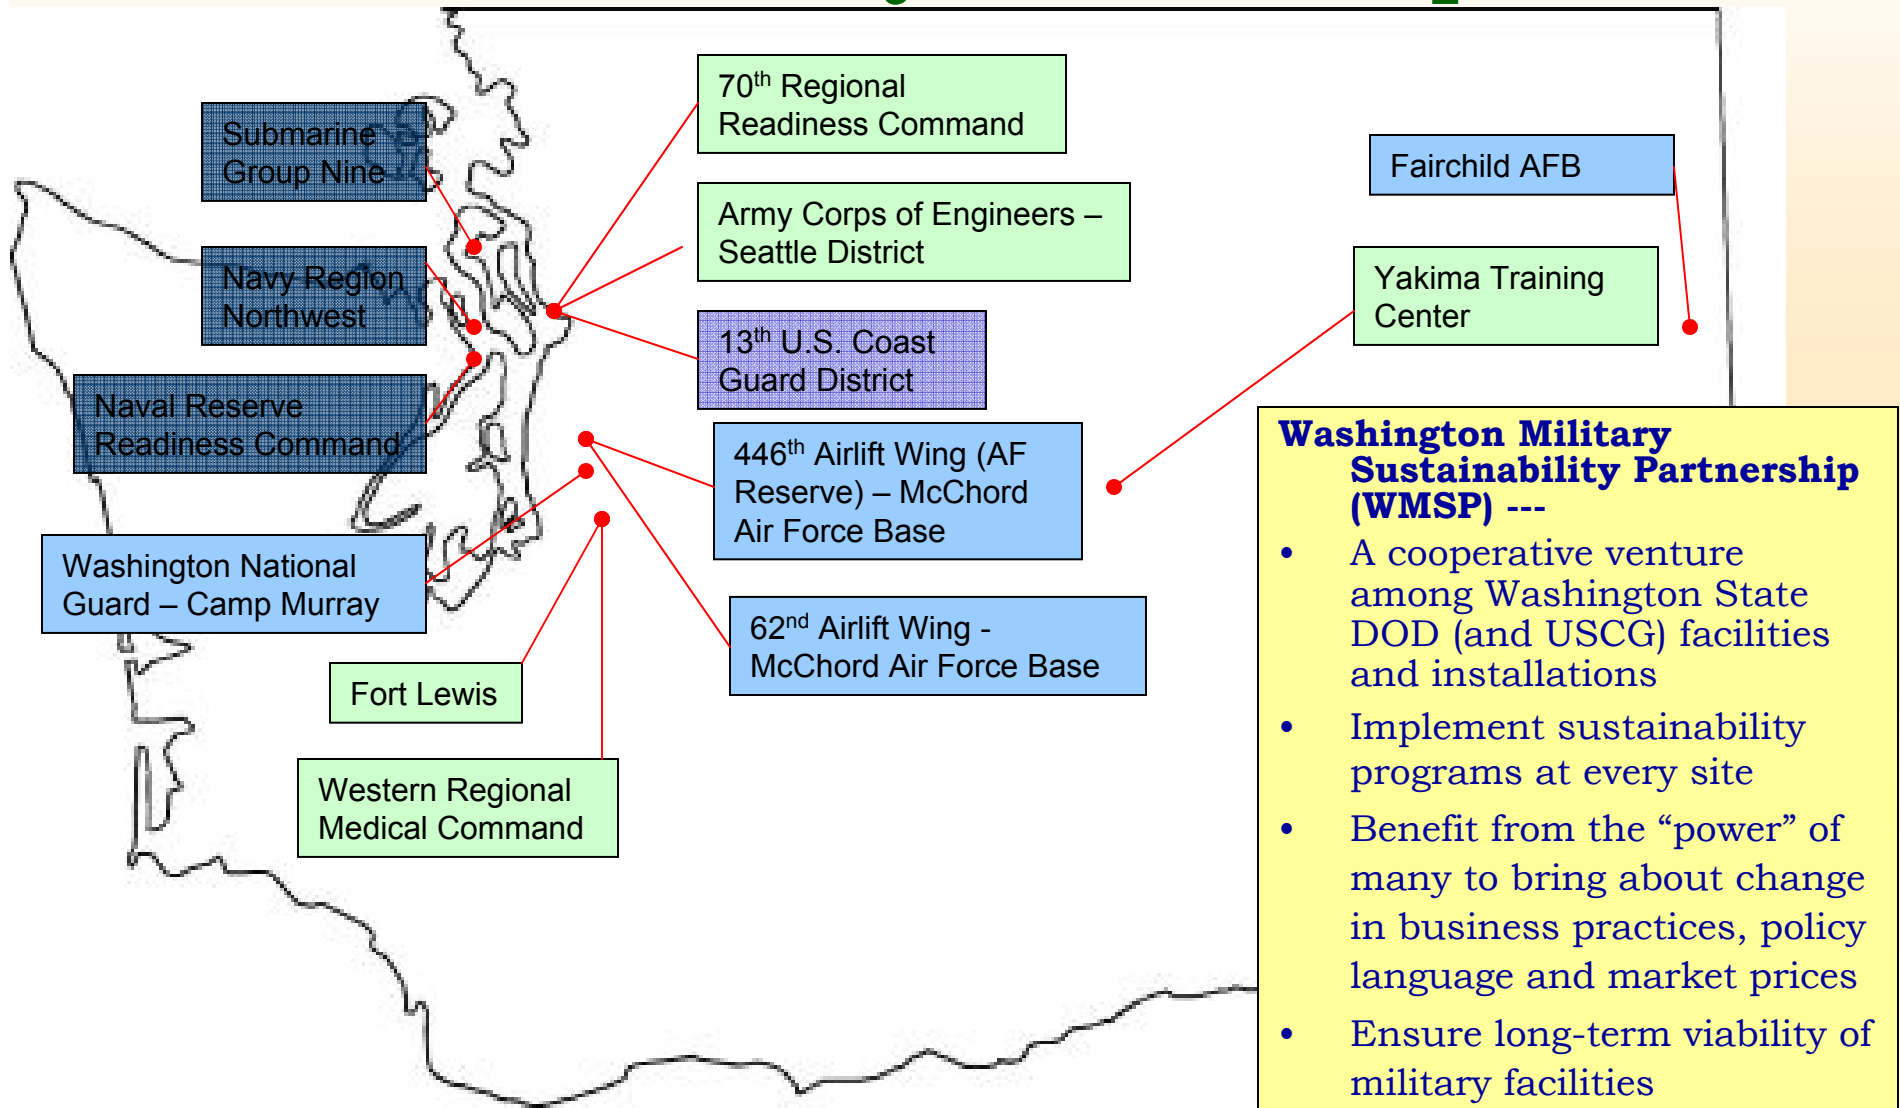 Submarine
Group Nine
Navy Region
Northwest
Naval Reserve
Readiness Command
Washington National
Guard – Camp Murray
Fort Lewis
Western Regional
Medical Command
70th Regional
Readiness Command
Army Corps of Engineers –
Seattle District
13th U.S. Coast
Guard District
446th Airlift Wing (AF
Reserve) – McChord
Air Force Base
62nd Airlift Wing -
McChord Air Force Base
Fairchild AFB
Yakima Training
Center
Washington Military
Sustainability Partnership
(WMSP) ---
• A cooperative venture
among Washington State
DOD (and USCG) facilities
and installations
• Implement sustainability
programs at every site
• Benefit from the “power” of
many to bring about change
in business practices, policy
language and market prices
• Ensure long-term viability of
military facilities